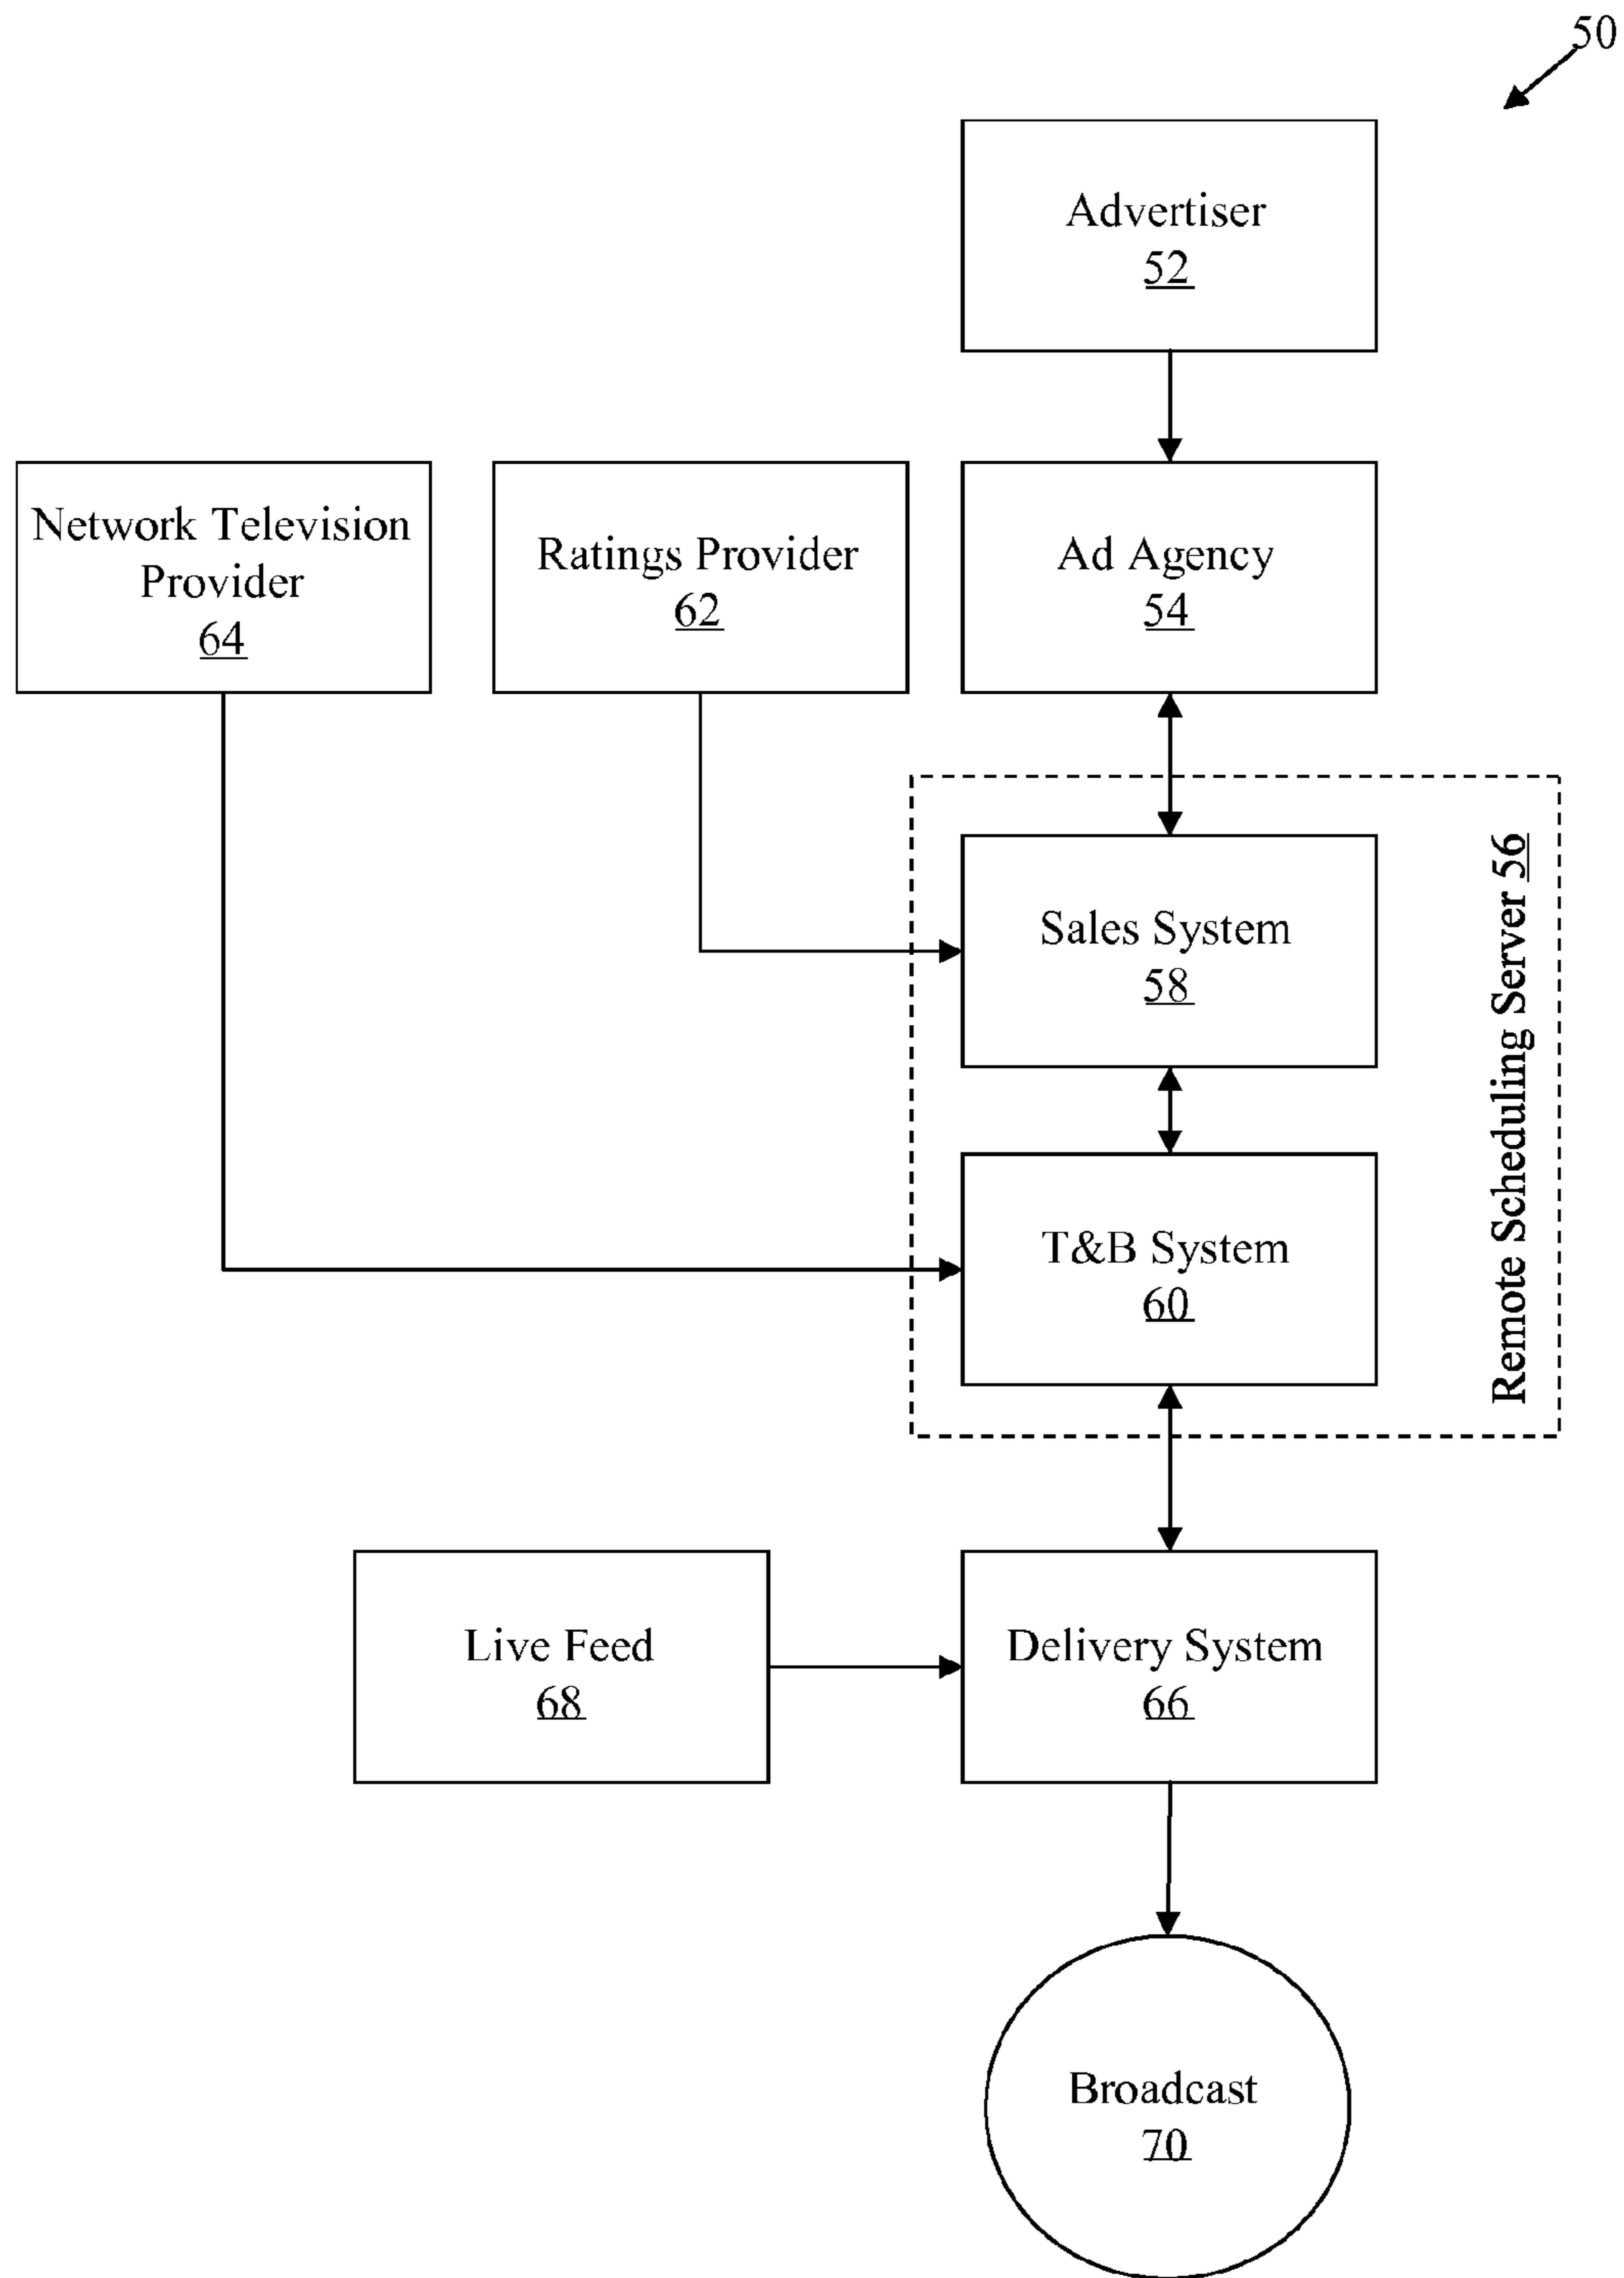 50
Advertiser
52
Network Television
Provider
64
Ratings Provider
62
Ad Agency
54
Sales System
58
Remote Scheduling Server 56
T&B System
60
Live Feed
68
Delivery System
66
Broadcast
70